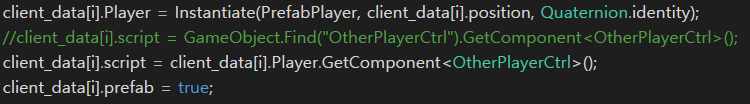 client_data[i].Player = Instantiate(PrefabPlayer, client_data[i].position, Quaternion.identity);
//client_data[i].script = GameObject.Find("OtherPlayerCtrl").GetComponent<OtherPlayerCtrl>();
client_data[i].script = client_data[i].Player.GetComponent<OtherPlayerCtrl>();
client_data[i].prefab = true;